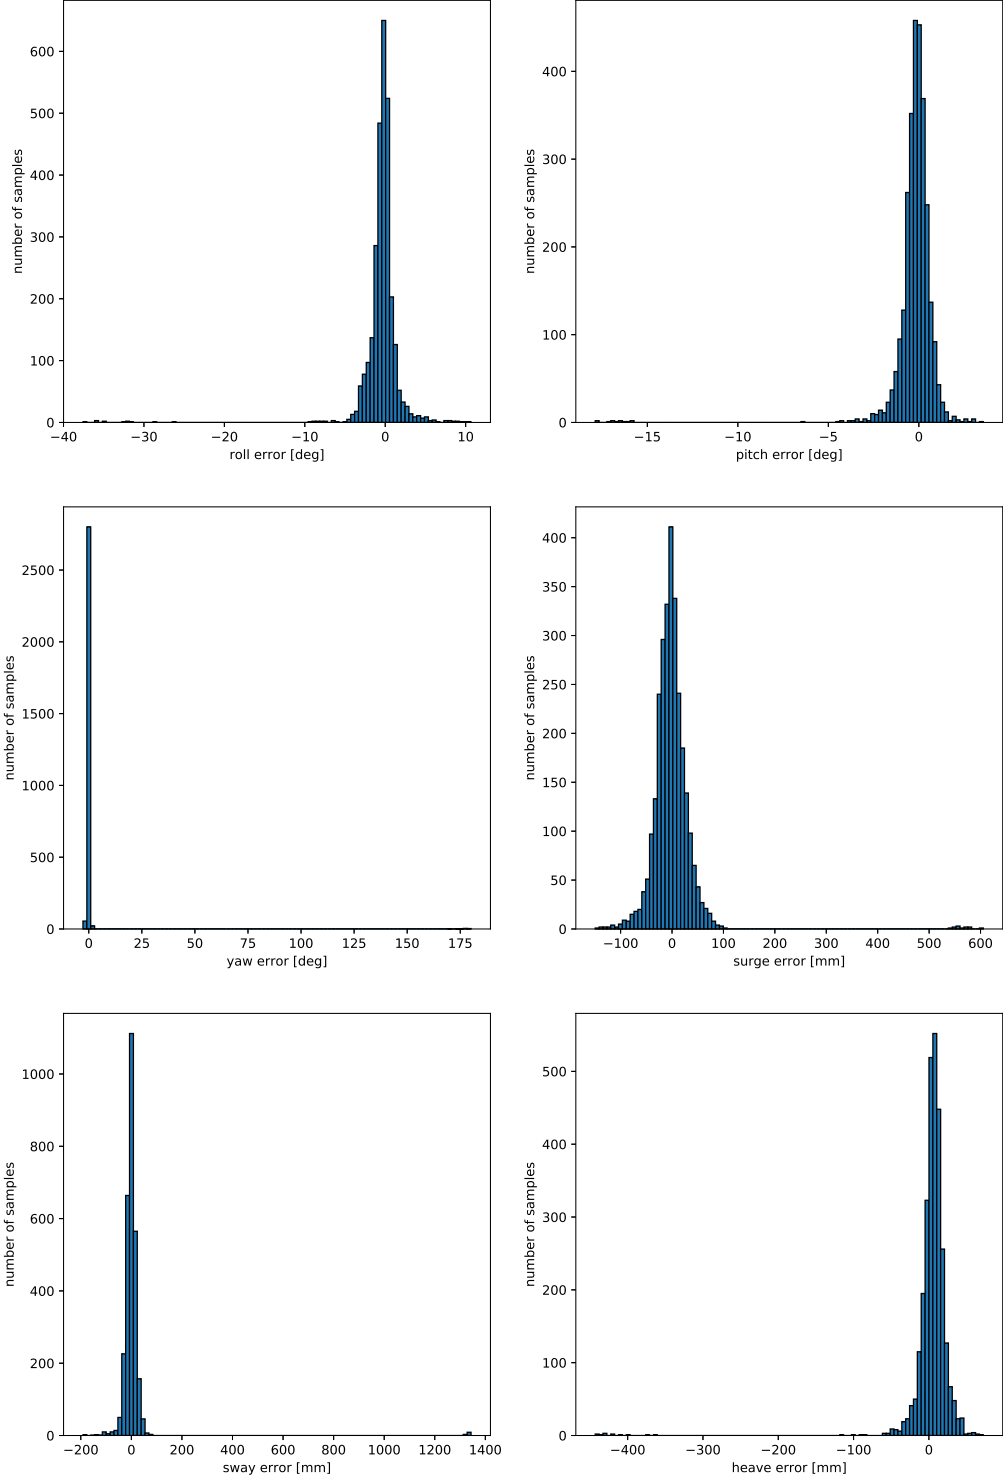 600
500
400
300
200
100
0
−40 −30 −20 −10 0 10
roll error [deg]
number of samples
400
300
200
100
0
−15 −10 −5 0
pitch error [deg]
number of samples
2500
2000
1500
1000
500
0
0 25 50 75 100 125 150 175
yaw error [deg]
number of samples
400
350
300
250
200
150
100
50
0
−100 0 100 200 300 400 500 600
surge error [mm]
number of samples
1000
800
600
400
200
0
−200 0 200 400 600 800 1000 1200 1400
sway error [mm]
number of samples
500
400
300
200
100
0
−400 −300 −200 −100 0
heave error [mm]
number of samples